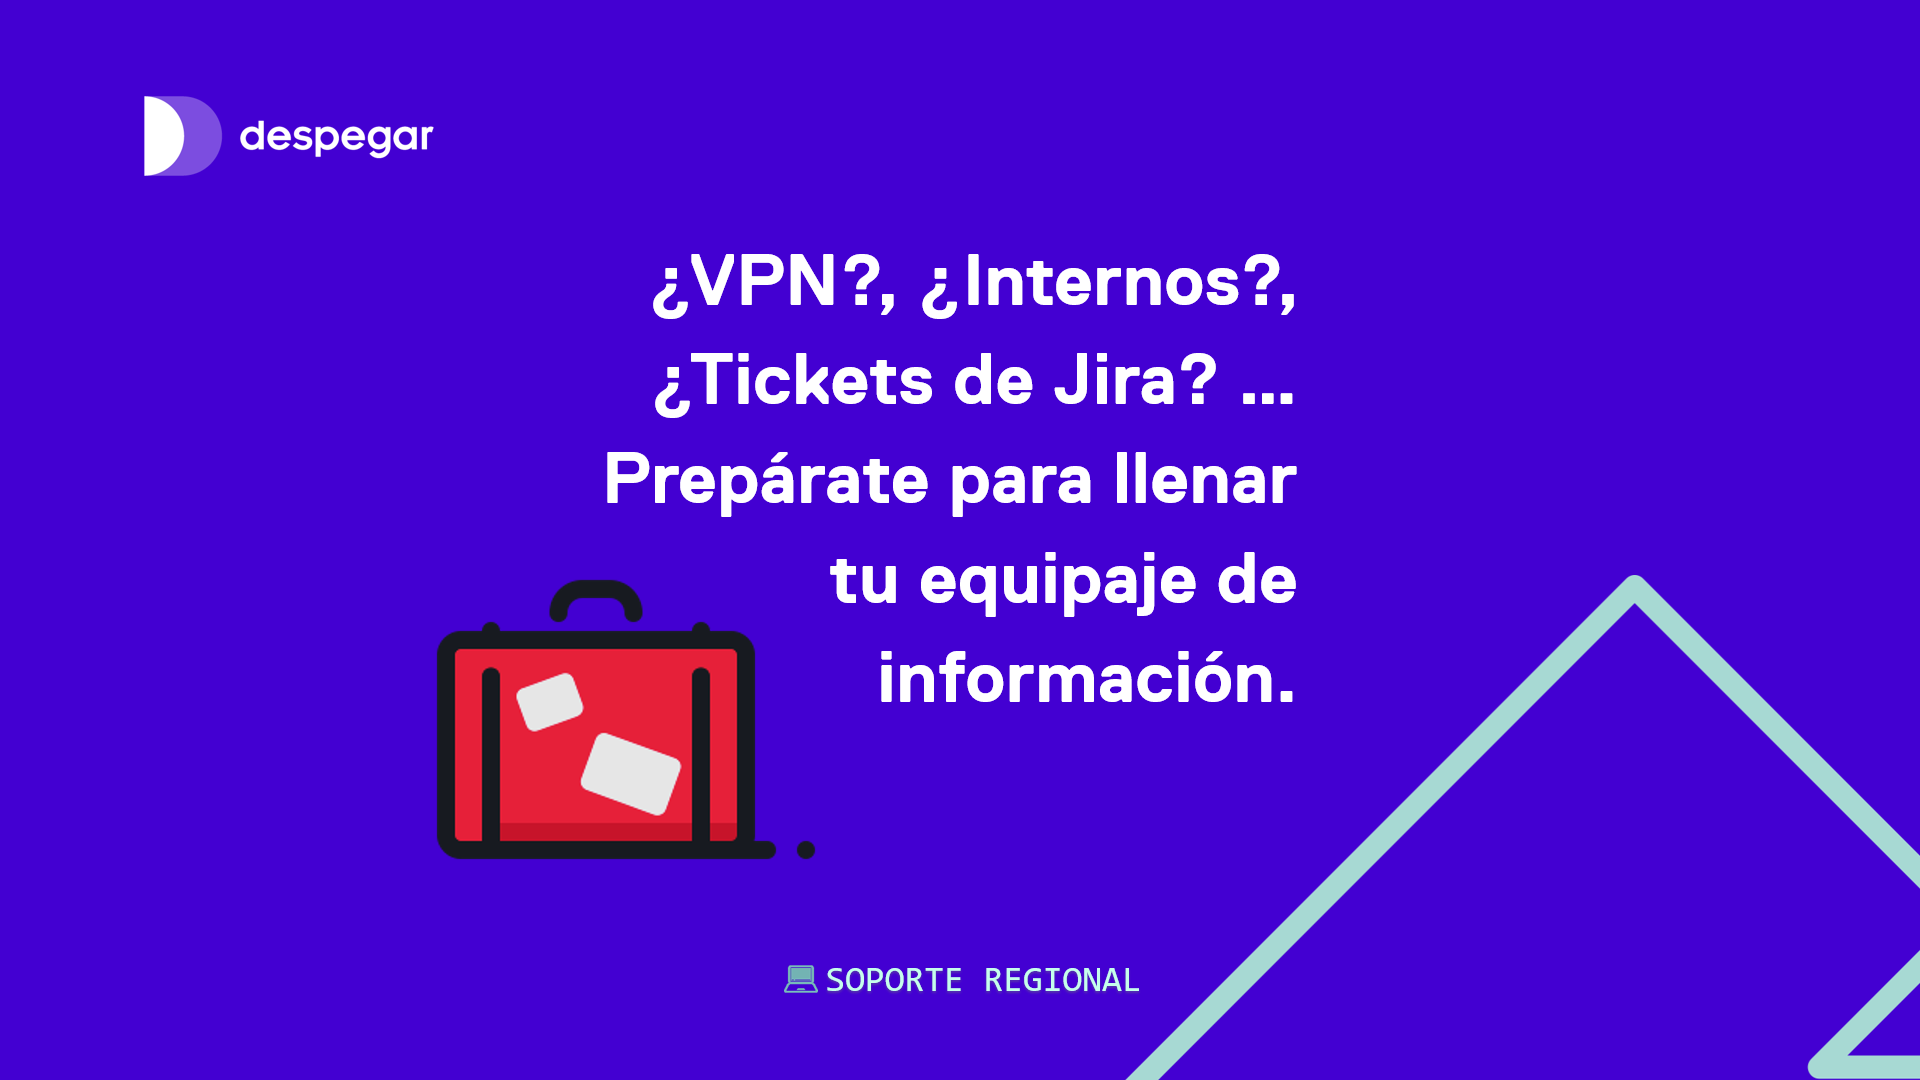 despegar
¿VPN?, ¿Internos?,
¿Tickets de Jira? ...
Prepárate para llenar
tu equipaje de
información.
SOPORTE REGIONAL